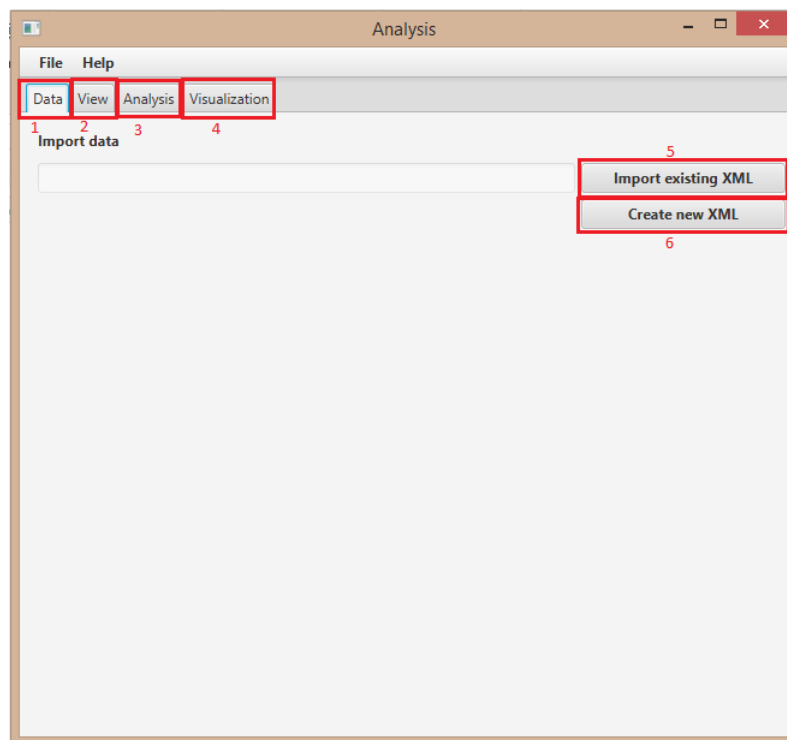 Analysis
File Help
Data View Analysis Visualization
1 2 3 4
Import data
5
Import existing XML
Create new XML
6